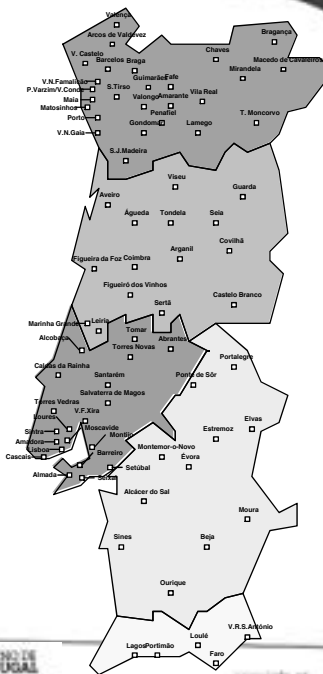 Valença
Arcos de Valdévez
Bragança
V. Castelo
Chaves
Barcelos
Braga
Macedo de Cavaleiros
Mirandela
V.N.Famalicão
Guimarães
Fafe
P.Varzim/V.Conde
S.Tirso
Vila Real
Maia
Valongo
Amarante
Matosinhos
Penafiel
Porto
Gondomar
Lamego
T. Moncorvo
V.N.Gaia
S.J.Madeira
Viseu
Aveiro
Guarda
Águeda
Tondela
Seia
Covilhã
Arganil
Figueira da Foz
Coimbra
Figueiró dos Vinhos
Sertã
Castelo Branco
Marinha Grande
Leiria
Tomar
Alcobaça
Abrantes
Torres Novas
Portalegre
Caldas da Rainha
Ponte de Sôr
Santarém
Salvaterra de Magos
Torres Vedras
V.F.Xira
Loures
Elvas
Moscavide
Sintra
Montijo
Estremoz
Amadora
Lisboa
Barreiro
Montemor-o-Novo
Cascais
Évora
Setúbal
Almada
Seixal
Alcácer do Sal
Moura
Sines
Beja
Ourique
V.R.S.António
Loulé
Lagos
Portimão
Faro
NO DE
UGAL